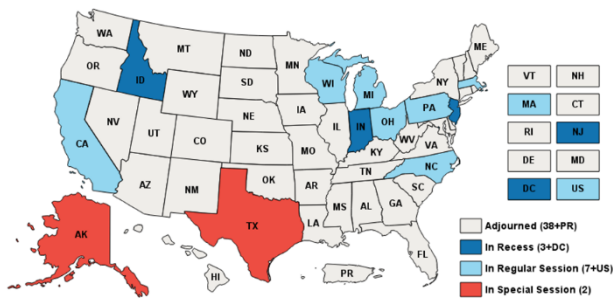 WA
OR
CA
NV
ID
MT
WY
UT
CO
AZ
NM
ND
SD
NE
KS
OK
TX
MN
IA
MO
AR
LA
WI
IL
MI
IN
OH
KY
TN
MS
AL
GA
FL
SC
NC
VA
WV
PA
NY
ME
AK
HI
PR
VT NH
MA CT
RI NJ
DE MD
DC US
Adjourned (38+PR)
In Recess (3+DC)
In Regular Session (7+US)
In Special Session (2)